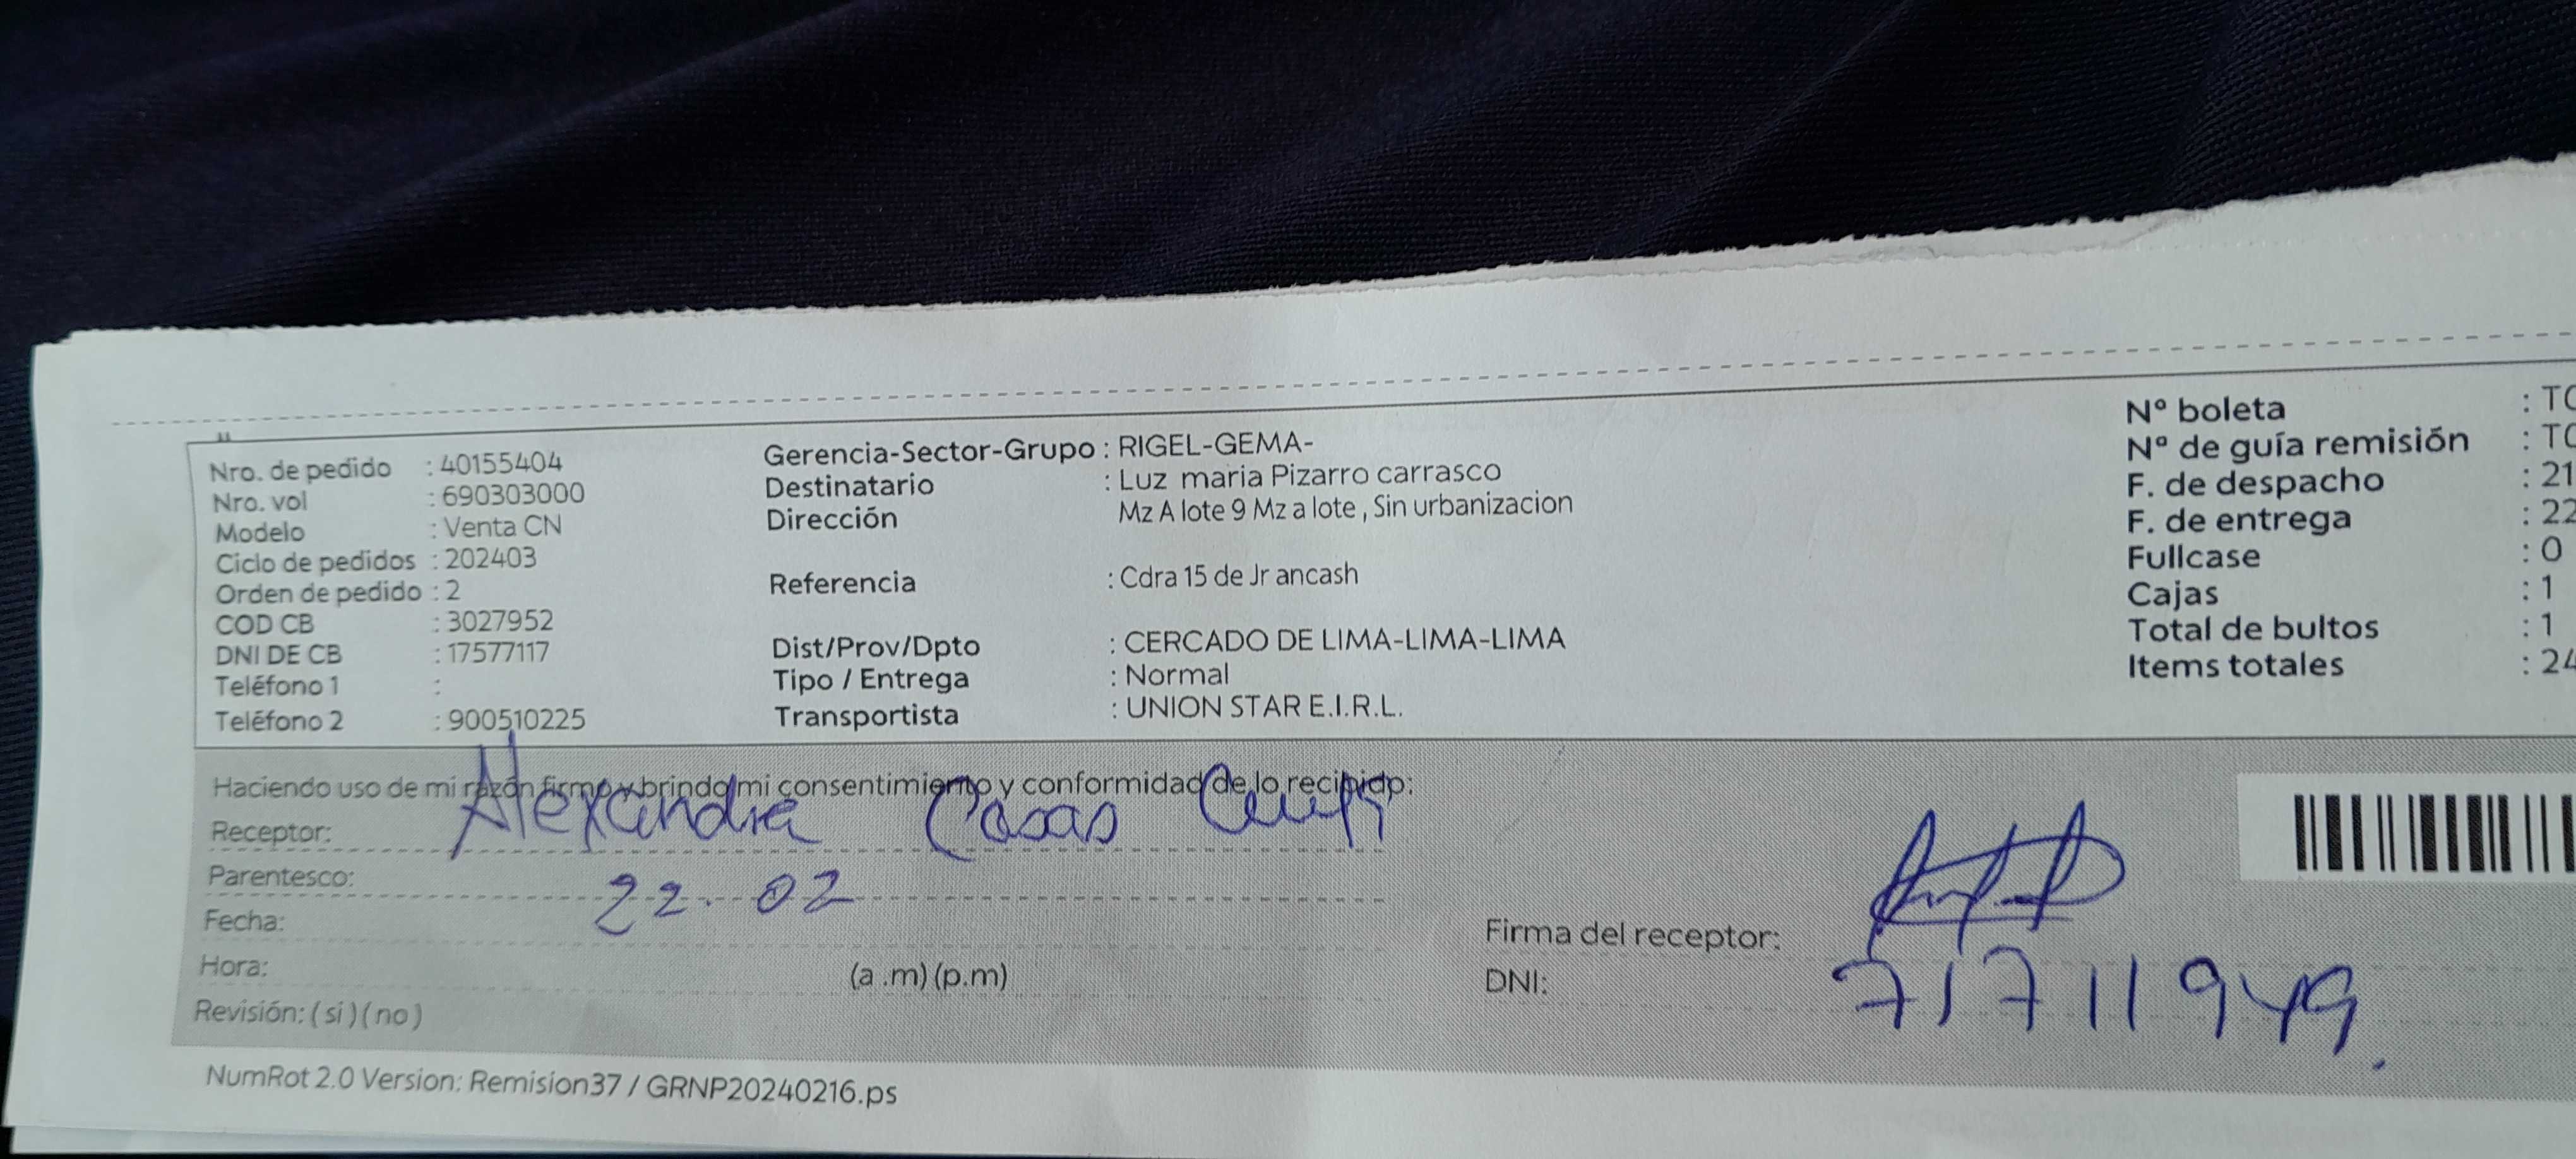 Nro. de pedido : 40155404
Nro. vol : 690303000
Modelo : Venta CN
Ciclo de pedidos : 202403
Orden de pedido : 2
COD CB : 3027952
DNI DE CB : 17577117
Teléfono 1 :
Teléfono 2 : 900510225
Gerencia-Sector-Grupo : RIGEL-GEMA-
Destinatario : Luz maria Pizarro carrasco
Dirección Mz A lote 9 Mz a lote , Sin urbanizacion
Referencia : Cdra 15 de Jr ancash
Dist/Prov/Dpto : CERCADO DE LIMA-LIMA-LIMA
Tipo / Entrega : Normal
Transportista : UNION STAR E.I.R.L.
Nº boleta : TO
Nº de guía remisión : TO
F. de despacho : 21
F. de entrega : 22
Fullcase : 0
Cajas : 1
Total de bultos : 1
Items totales : 24
Haciendo uso de mi razón firmo y brindo mi consentimiento y conformidad de lo recibido:
Receptor: Alexandra Casas
Parentesco:
22.02
Fecha:
Hora: (a .m) (p.m)
Revisión: ( si ) ( no )
Firma del receptor:
DNI: 71711949.
NumRot 2.0 Version: Remision37 / GRNP20240216.ps